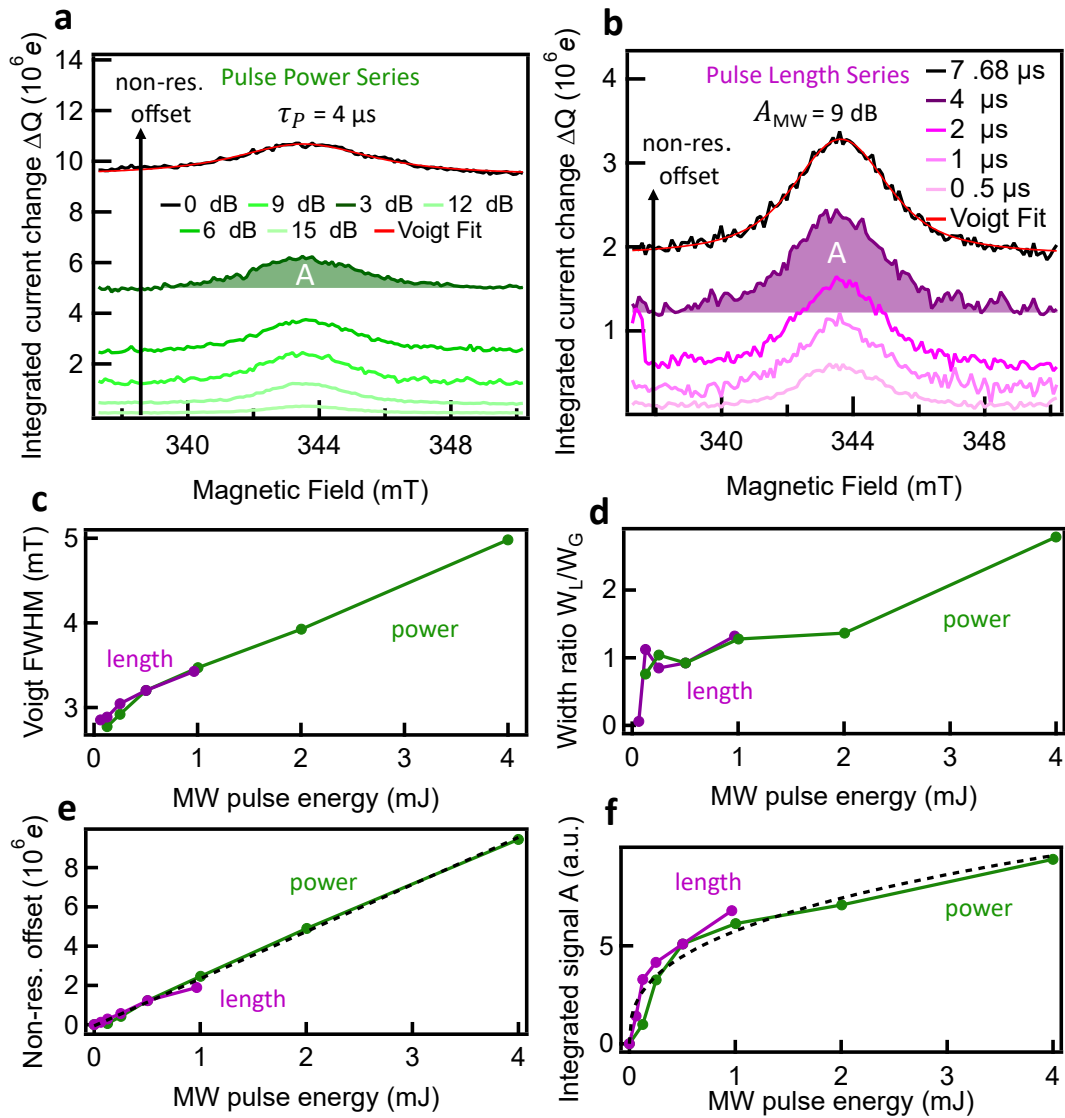 a
Integrated current change ΔQ (10⁶ e)
14
12
10
8
6
4
2
non-res.
offset
Pulse Power Series
τ_P = 4 µs
0 dB
9 dB
3 dB
12 dB
6 dB
15 dB
Voigt Fit
A
340
344
348
Magnetic Field (mT)
b
Integrated current change ΔQ (10⁶ e)
4
3
2
1
0
non-res.
offset
Pulse Length Series
A_MW = 9 dB
7 .68 µs
4 µs
2 µs
1 µs
0 .5 µs
Voigt Fit
A
340
344
348
Magnetic Field (mT)
c
Voigt FWHM (mT)
5
4
3
length
power
0
1
2
3
4
MW pulse energy (mJ)
d
Width ratio W_L/W_G
2
1
0
length
power
0
1
2
3
4
MW pulse energy (mJ)
e
Non-res. offset (10⁶ e)
8
6
4
2
0
power
length
0
1
2
3
4
MW pulse energy (mJ)
f
Integrated signal A (a.u.)
5
0
length
power
0
1
2
3
4
MW pulse energy (mJ)